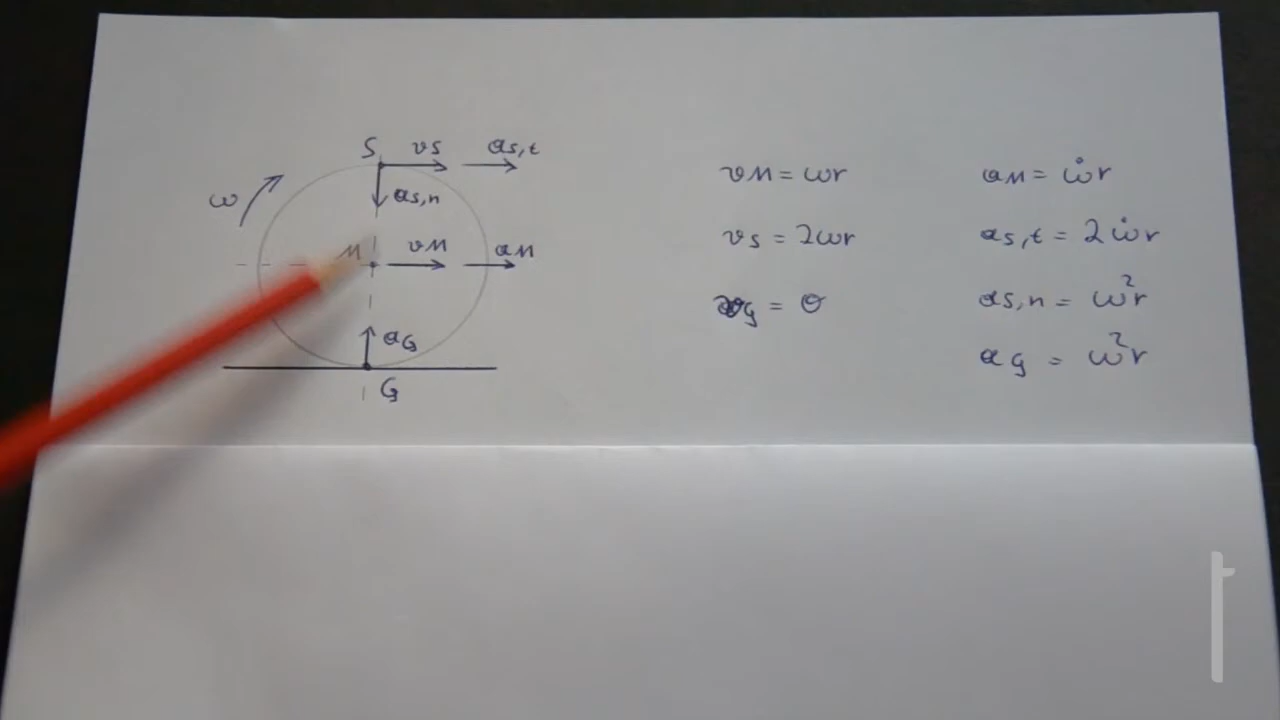 S vs as,t
ω as,n
M vM aM
aG
G
vM = ωr aM = ω̇r
vs = 2ωr as,t = 2ω̇r
vG = 0 as,n = ω²r
aG = ω²r